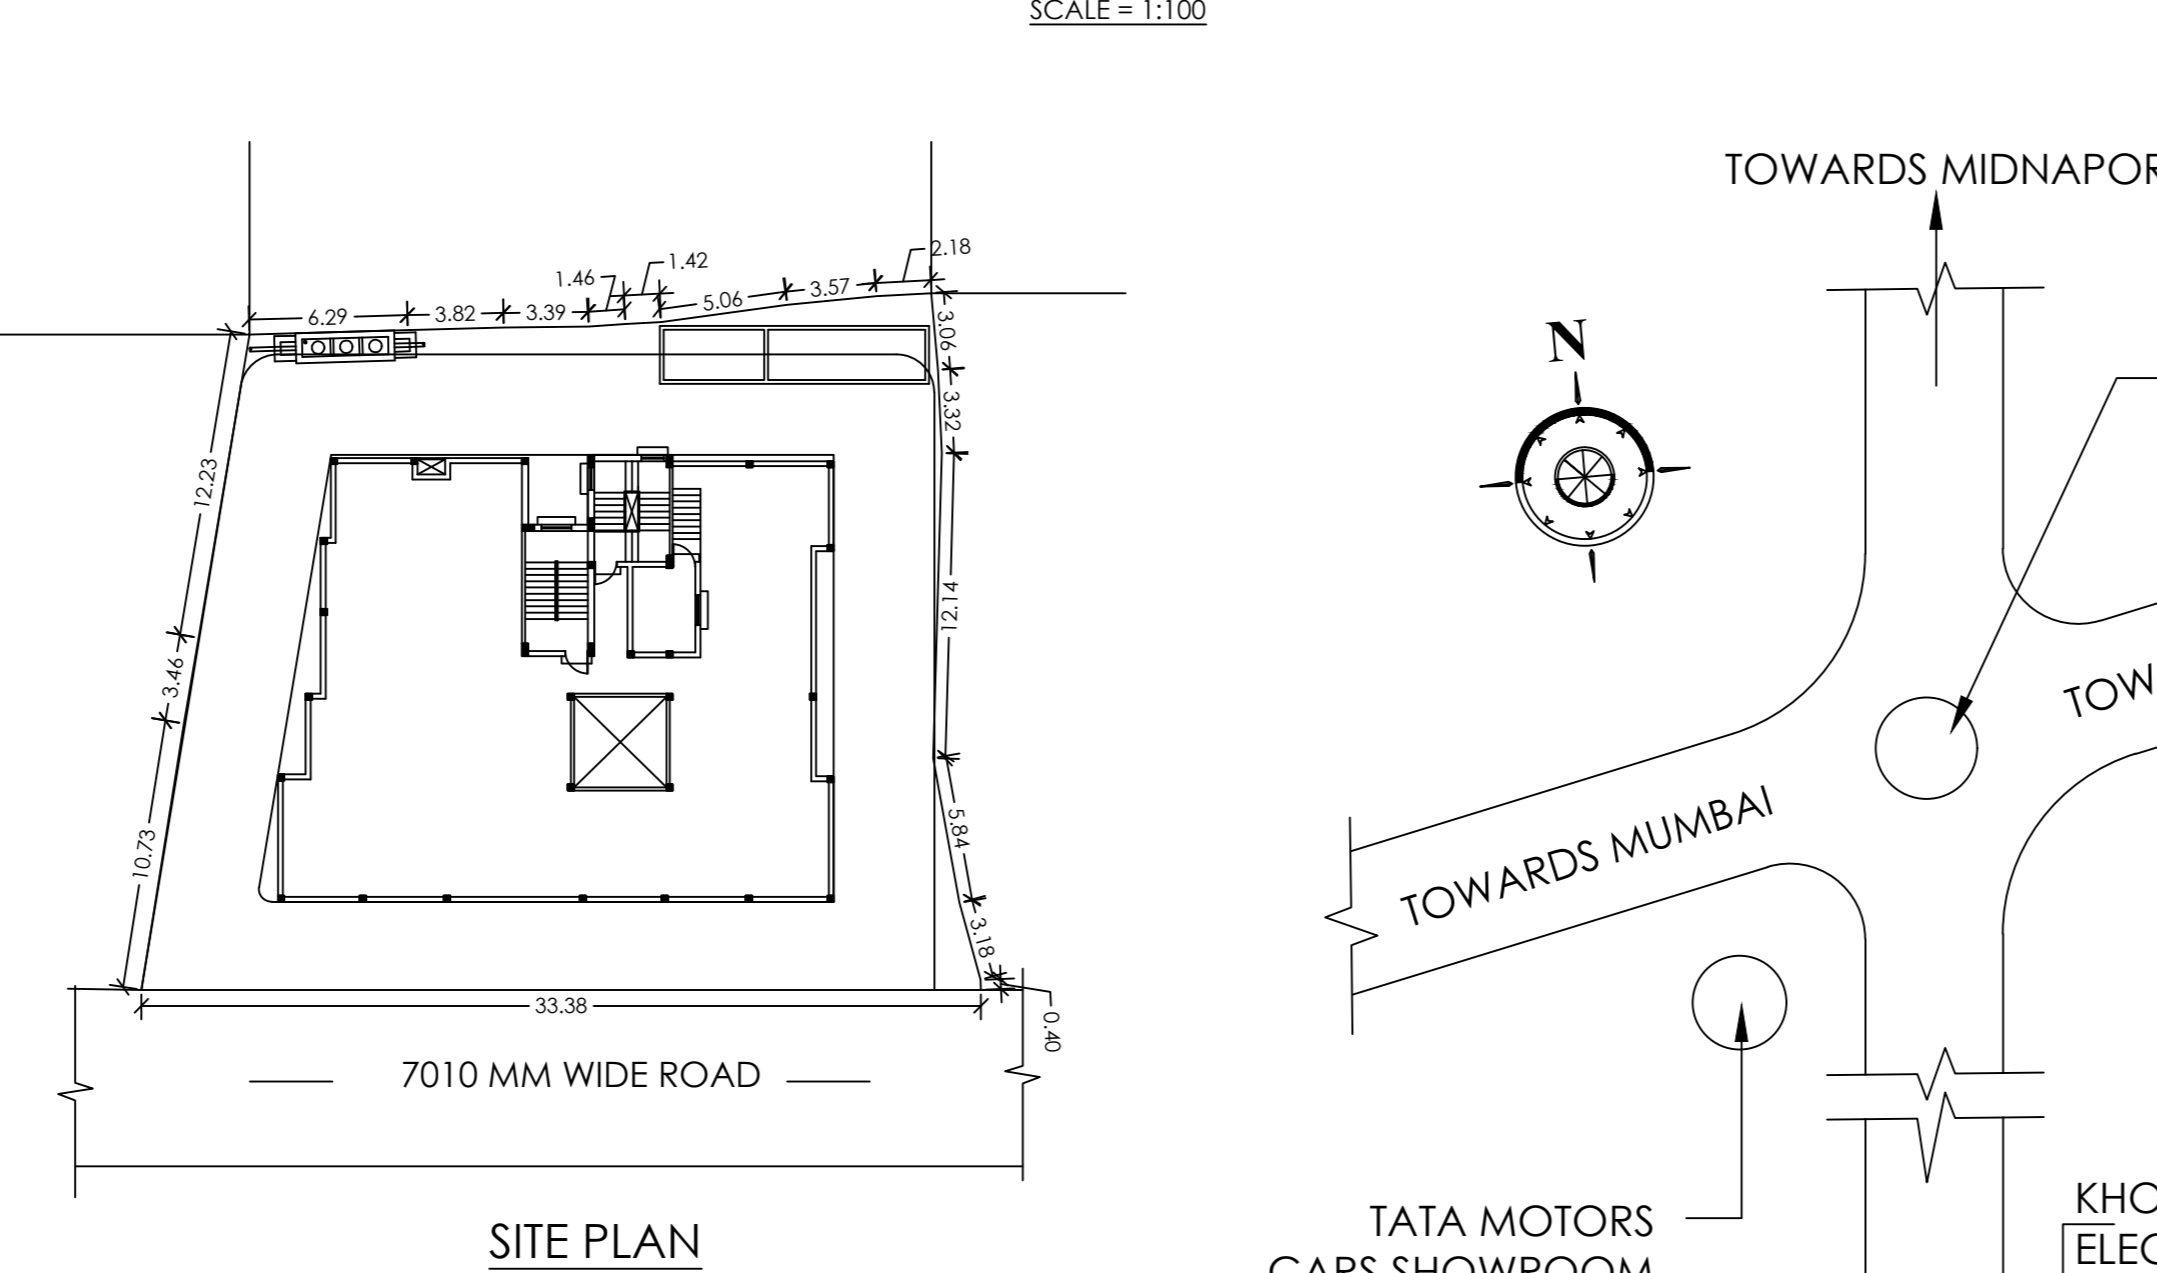 SCALE = 1:100
TOWARDS MIDNAPOR
2.18
1.42
1.46
6.29
3.82
3.39
5.06
3.57
3.06
3.32
12.23
12.14
3.46
10.73
5.84
3.18
0.40
33.38
7010 MM WIDE ROAD
SITE PLAN
N
TOW
TOWARDS MUMBAI
TATA MOTORS
CARS SHOWROOM
KHO
ELEC